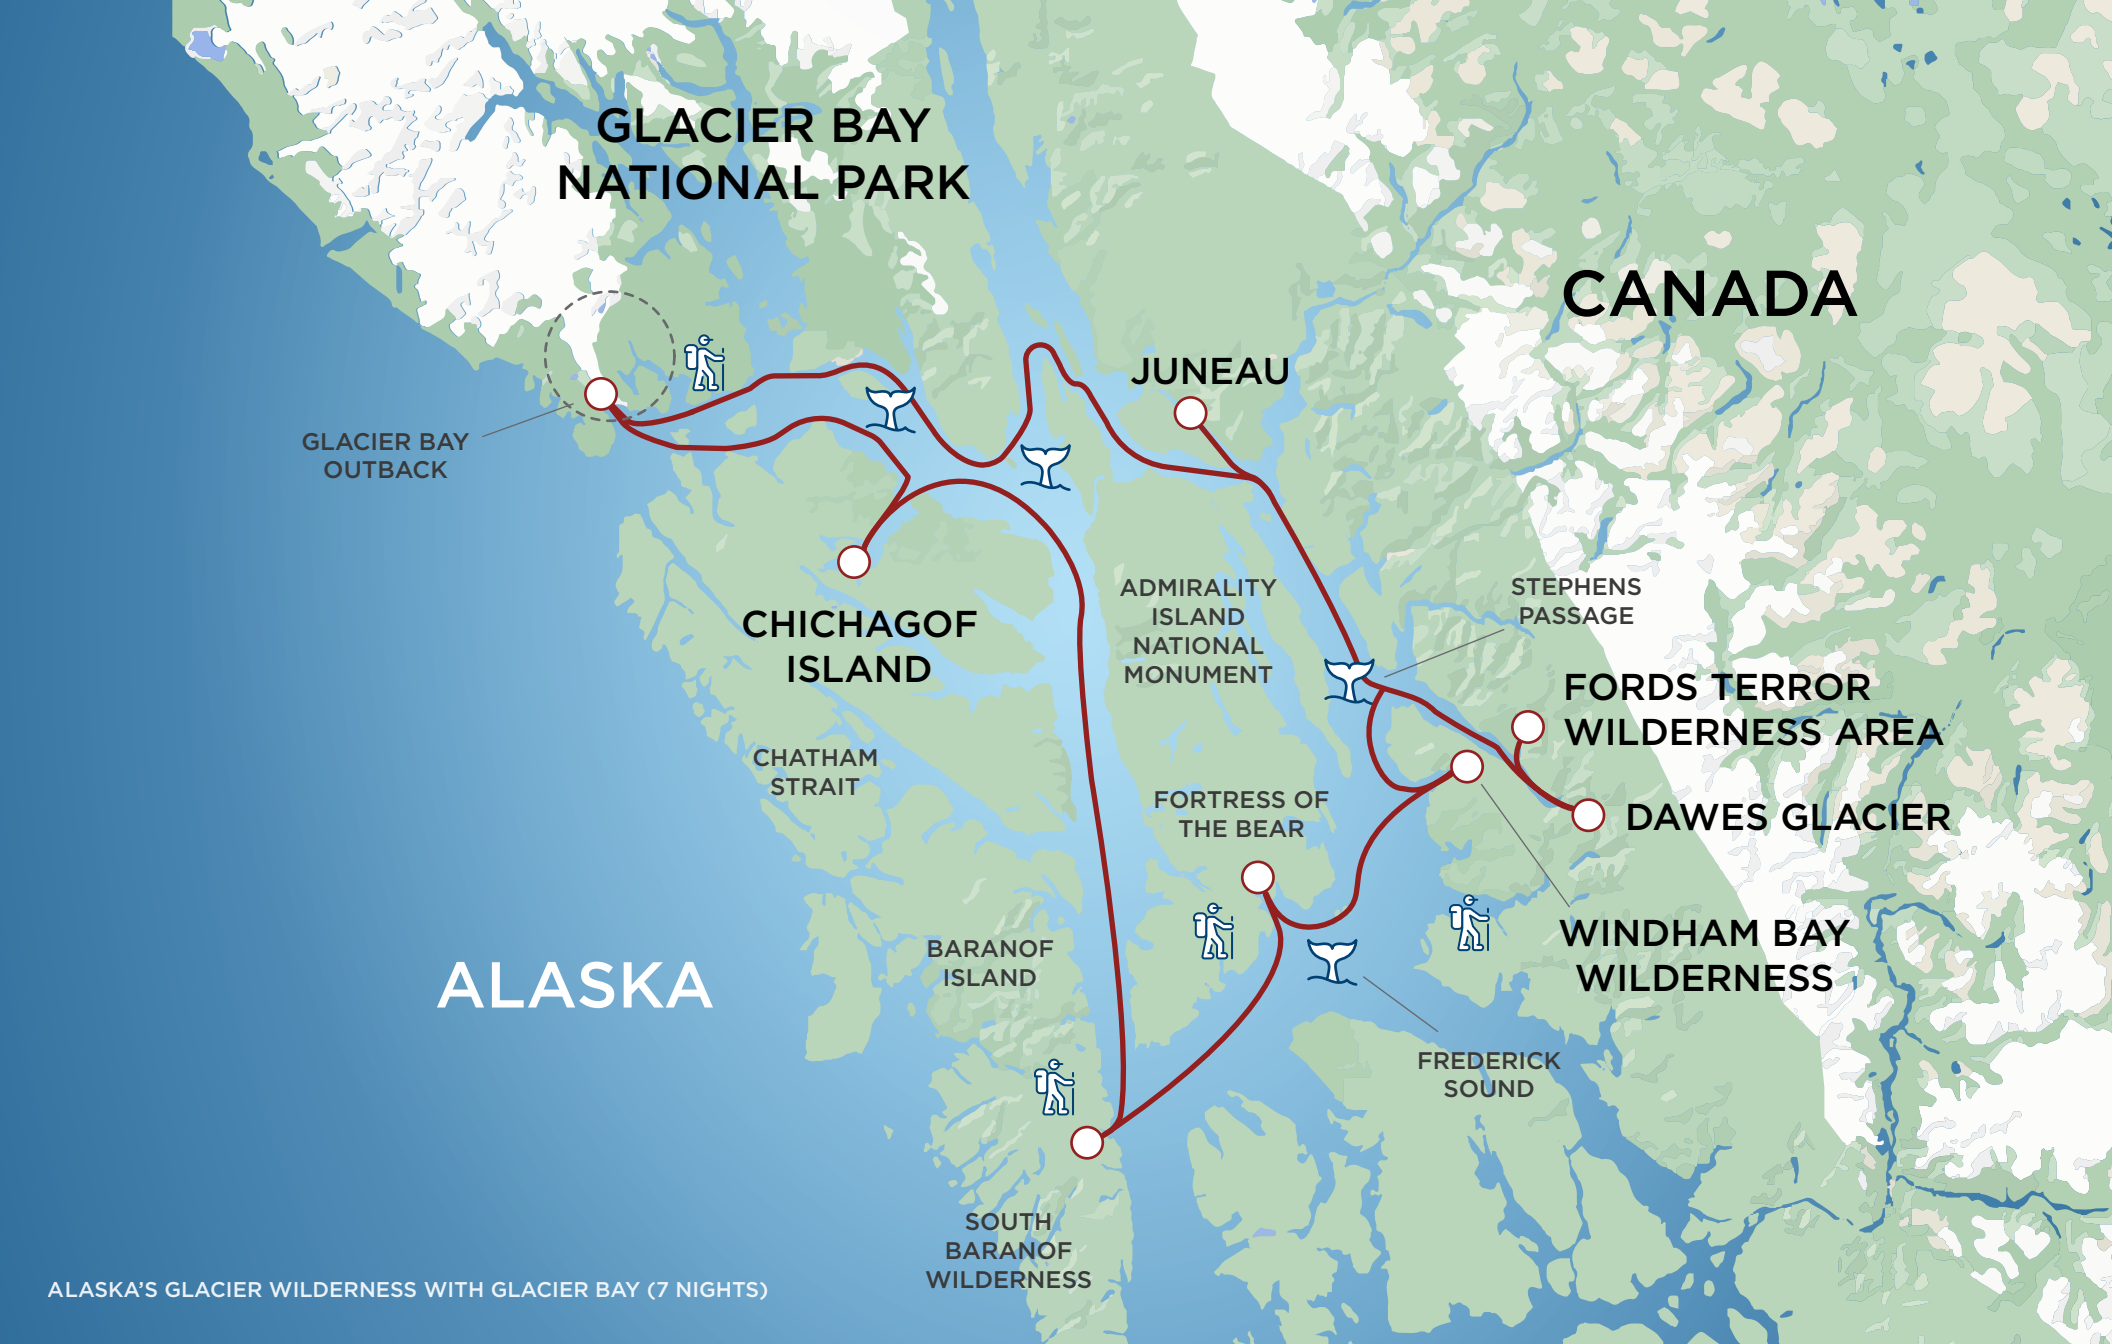 GLACIER BAY
NATIONAL PARK
CANADA
JUNEAU
GLACIER BAY
OUTBACK
ADMIRALITY
ISLAND
NATIONAL
MONUMENT
STEPHENS
PASSAGE
CHICHAGOF
ISLAND
FORDS TERROR
WILDERNESS AREA
CHATHAM
STRAIT
FORTRESS OF
THE BEAR
DAWES GLACIER
BARANOF
ISLAND
WINDHAM BAY
WILDERNESS
ALASKA
FREDERICK
SOUND
SOUTH
BARANOF
WILDERNESS
ALASKA’S GLACIER WILDERNESS WITH GLACIER BAY (7 NIGHTS)